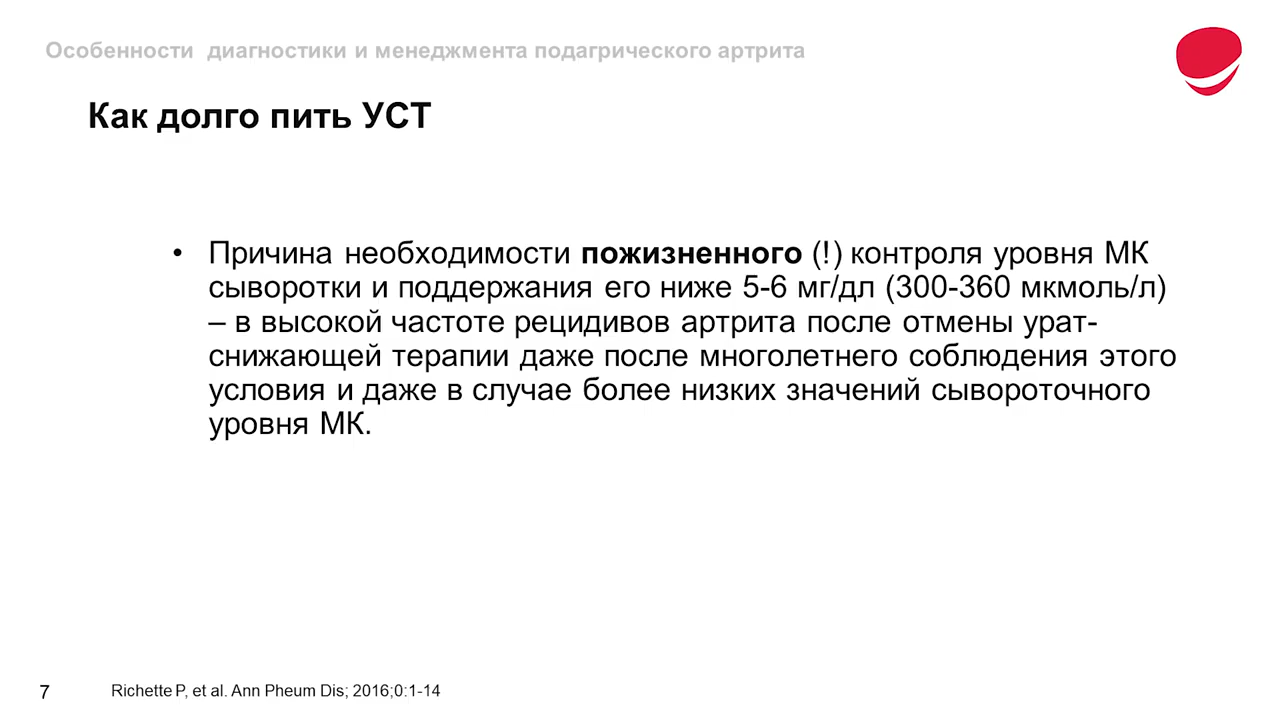 Особенности диагностики и менеджмента подагрического артрита
Как долго пить УСТ
• Причина необходимости пожизненного (!) контроля уровня МК
сыворотки и поддержания его ниже 5-6 мг/дл (300-360 мкмоль/л)
– в высокой частоте рецидивов артрита после отмены урат-
снижающей терапии даже после многолетнего соблюдения этого
условия и даже в случае более низких значений сывороточного
уровня МК.
7
Richette P, et al. Ann Pheum Dis; 2016;0:1-14